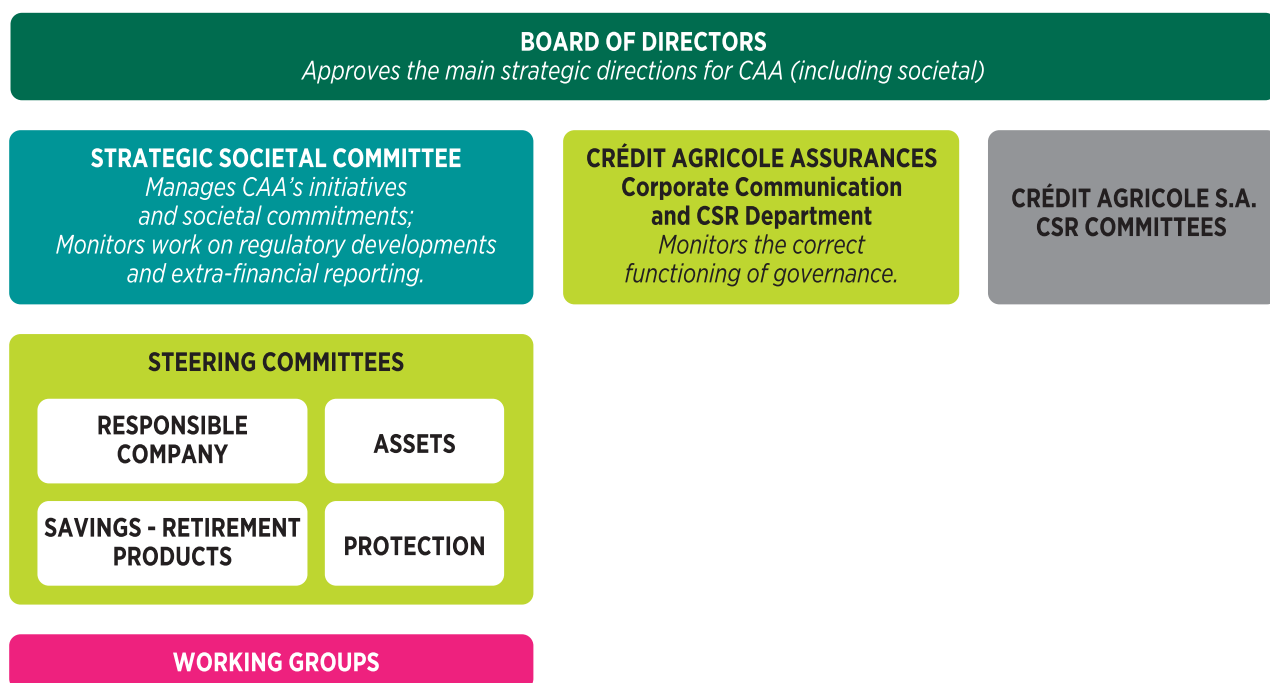 BOARD OF DIRECTORS
Approves the main strategic directions for CAA (including societal)
STRATEGIC SOCIETAL COMMITTEE
Manages CAA's initiatives
and societal commitments;
Monitors work on regulatory developments
and extra-financial reporting.
CRÉDIT AGRICOLE ASSURANCES
Corporate Communication
and CSR Department
Monitors the correct
functioning of governance.
CRÉDIT AGRICOLE S.A.
CSR COMMITTEES
STEERING COMMITTEES
RESPONSIBLE
COMPANY
ASSETS
SAVINGS - RETIREMENT
PRODUCTS
PROTECTION
WORKING GROUPS